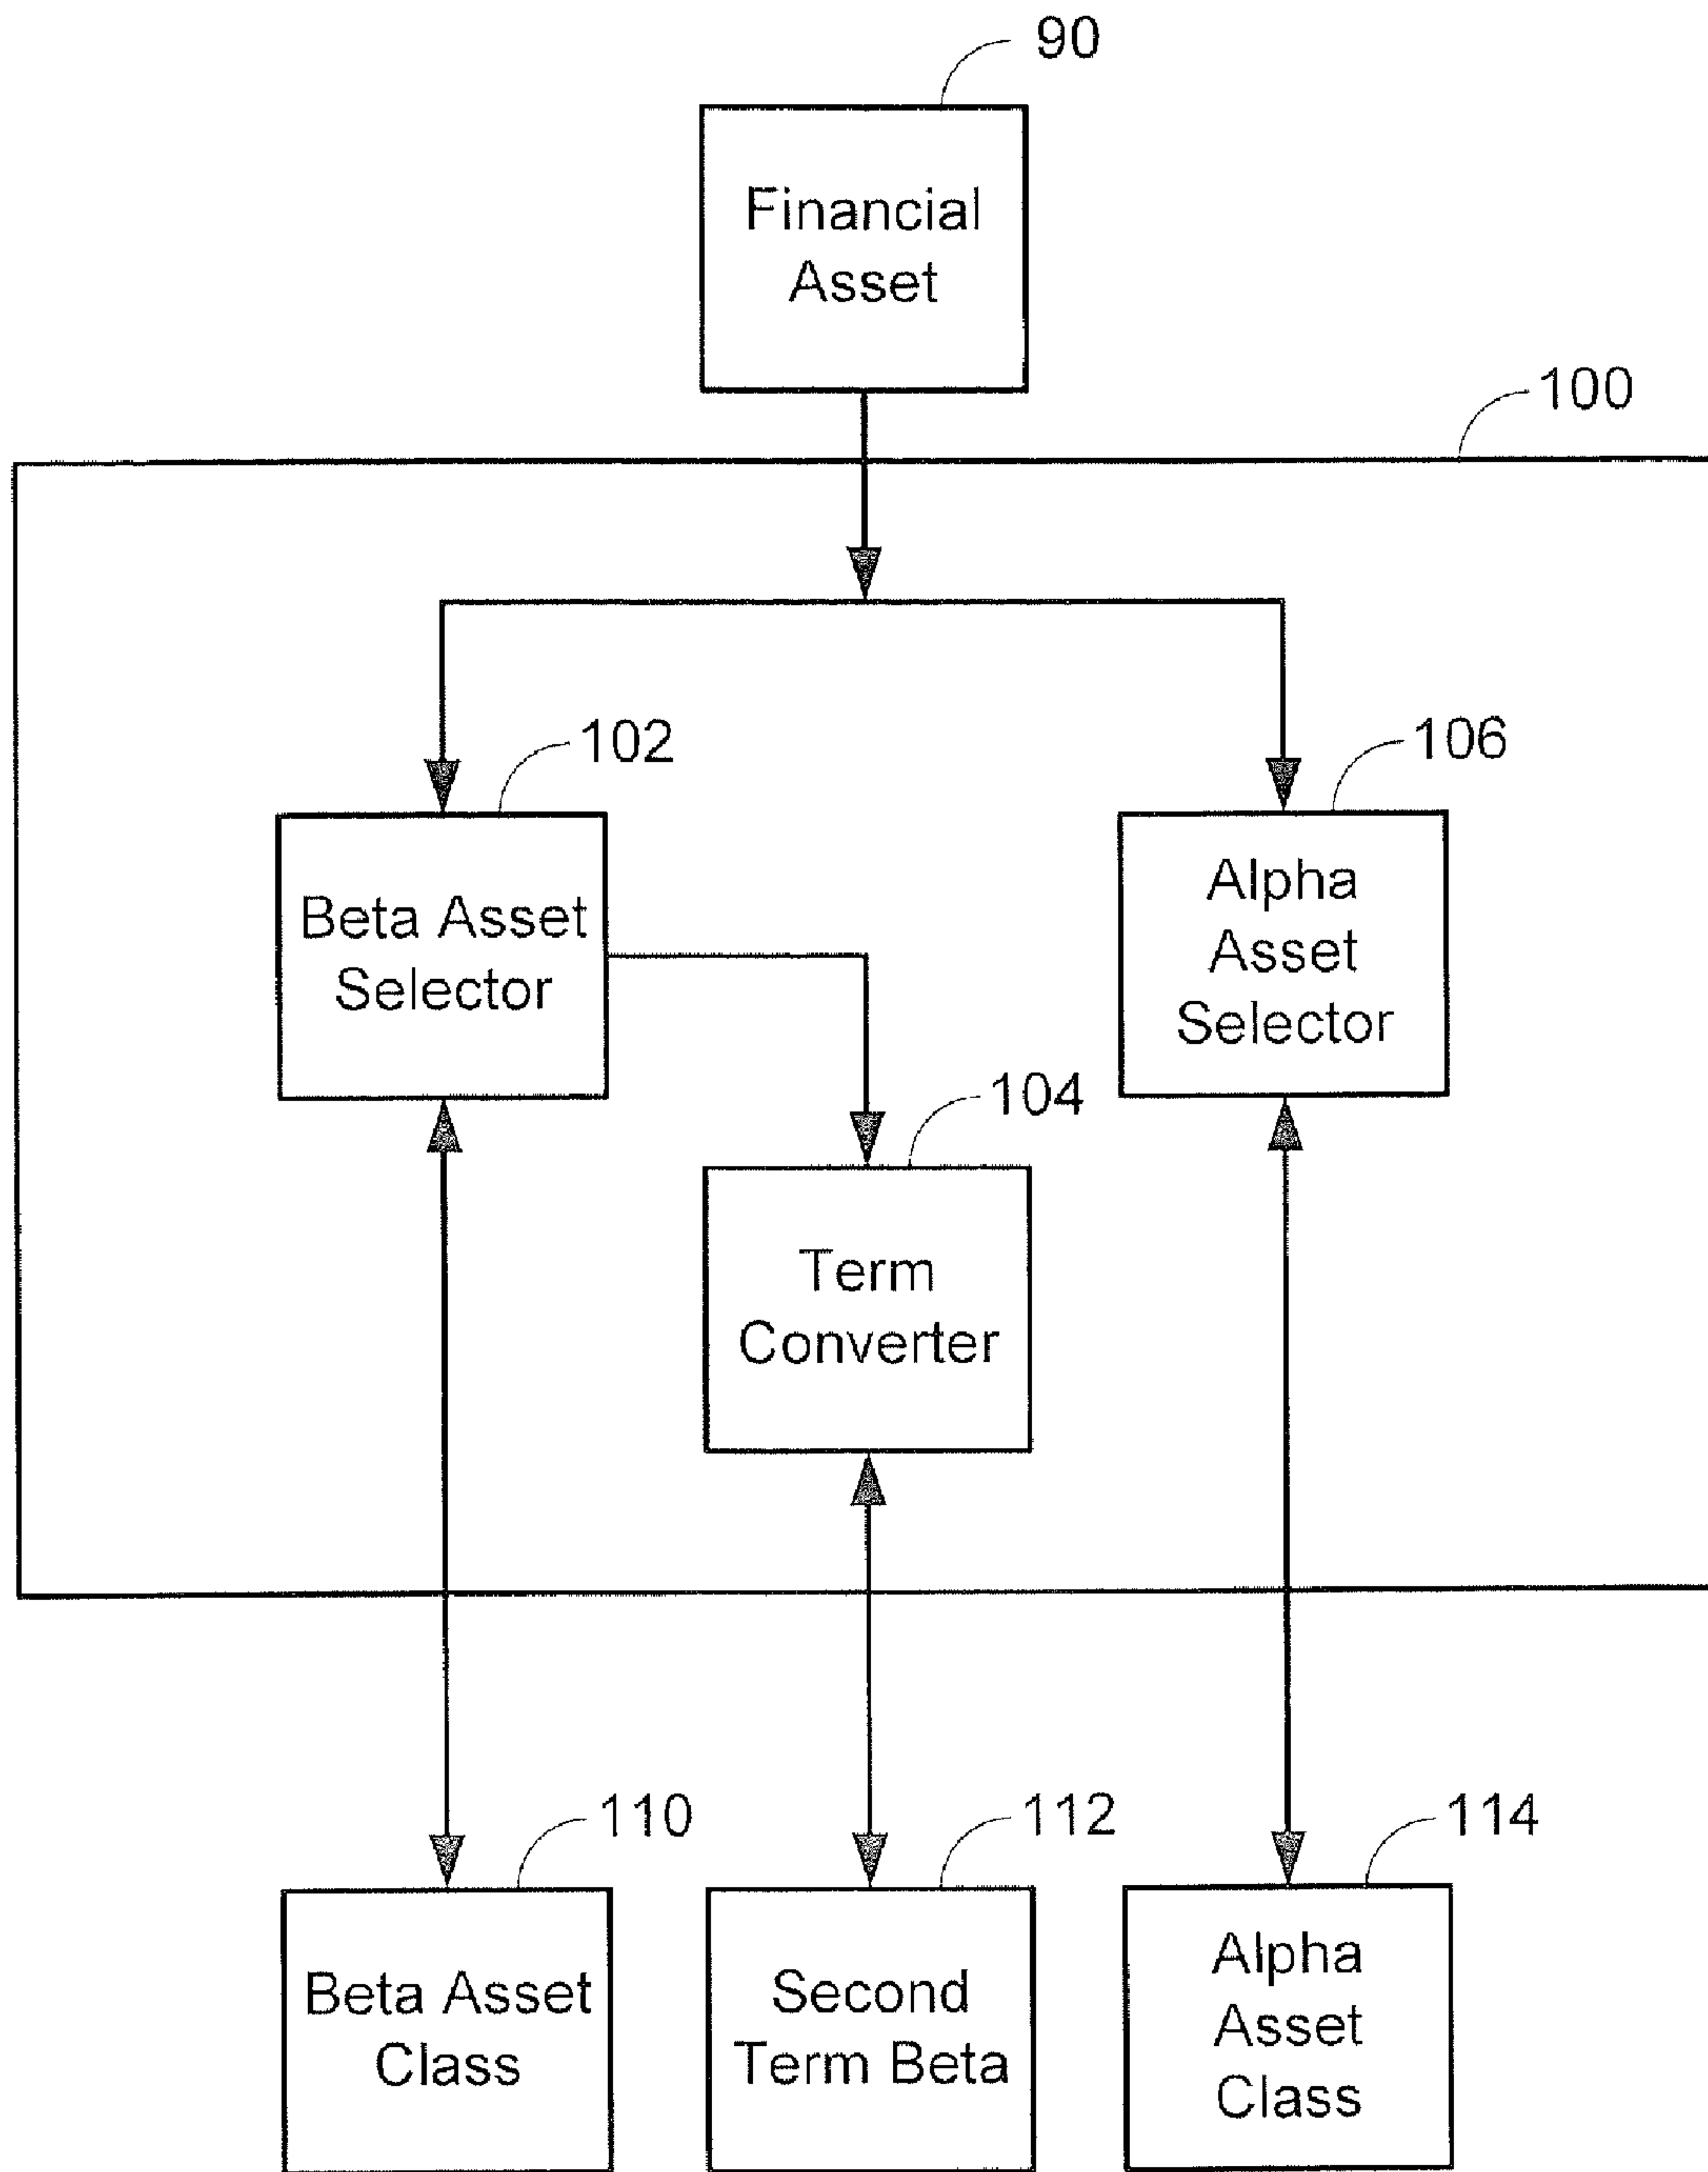 90
Financial
Asset
100
102
106
Beta Asset
Selector
Alpha
Asset
Selector
104
Term
Converter
110
112
114
Beta Asset
Class
Second
Term Beta
Alpha
Asset
Class